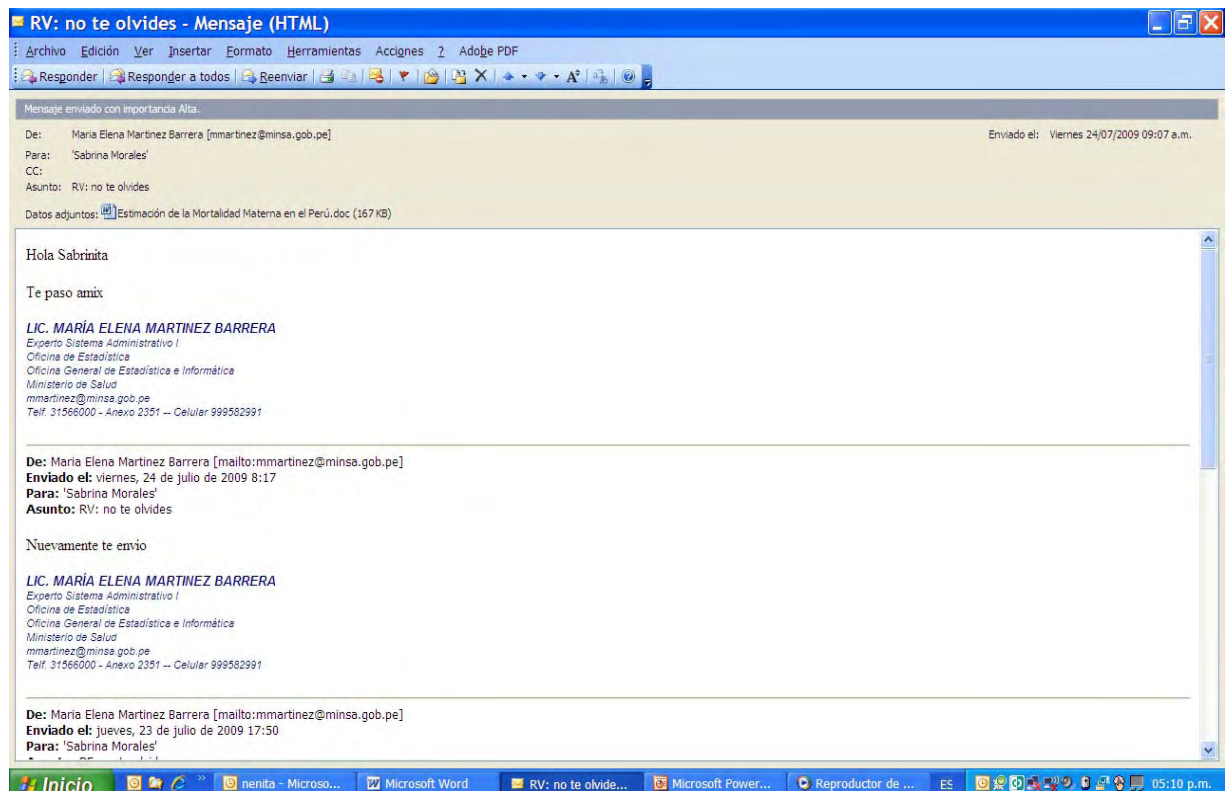 RV: no te olvides - Mensaje (HTML)
Archivo Edición Ver Insertar Formato Herramientas Acciones ? Adobe PDF
Responder Responder a todos Reenviar
Mensaje enviado con importancia Alta.
De: Maria Elena Martinez Barrera [mmartinez@minsa.gob.pe] Enviado el: Viernes 24/07/2009 09:07 a.m.
Para: 'Sabrina Morales'
CC:
Asunto: RV: no te olvides
Datos adjuntos: Estimación de la Mortalidad Materna en el Perú.doc (167 KB)
Hola Sabrinita
Te paso amix
LIC. MARÍA ELENA MARTINEZ BARRERA
Experto Sistema Administrativo I
Oficina de Estadística
Oficina General de Estadística e Informática
Ministerio de Salud
mmartinez@minsa.gob.pe
Telf. 31566000 - Anexo 2351 -- Celular 999582991
De: Maria Elena Martinez Barrera [mailto:mmartinez@minsa.gob.pe]
Enviado el: viernes, 24 de julio de 2009 8:17
Para: 'Sabrina Morales'
Asunto: RV: no te olvides
Nuevamente te envio
LIC. MARÍA ELENA MARTINEZ BARRERA
Experto Sistema Administrativo I
Oficina de Estadística
Oficina General de Estadística e Informática
Ministerio de Salud
mmartinez@minsa.gob.pe
Telf. 31566000 - Anexo 2351 -- Celular 999582991
De: Maria Elena Martinez Barrera [mailto:mmartinez@minsa.gob.pe]
Enviado el: jueves, 23 de julio de 2009 17:50
Para: 'Sabrina Morales'
Inicio nenita - Microso... Microsoft Word RV: no te olvide... Microsoft Power... Reproductor de ... ES 05:10 p.m.